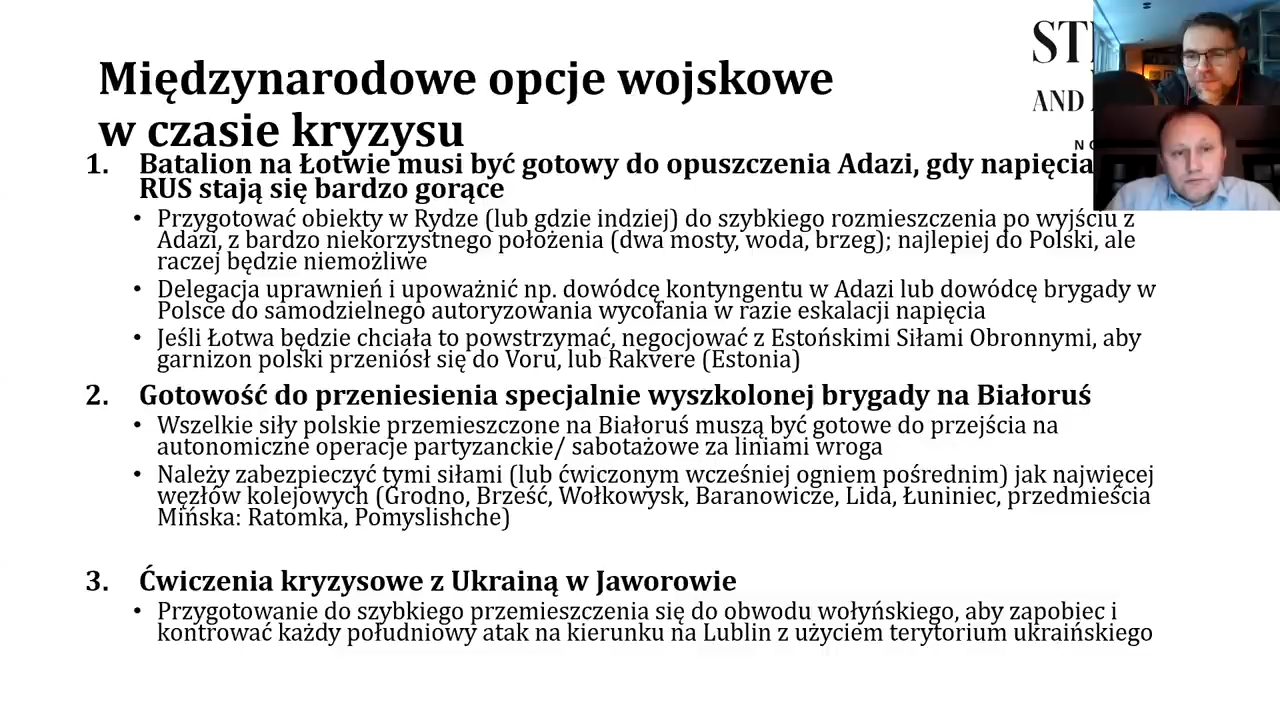 Międzynarodowe opcje wojskowe
w czasie kryzysu
ST
AND
N
1. Batalion na Łotwie musi być gotowy do opuszczenia Adazi, gdy napięcia
RUS stają się bardzo gorące
• Przygotować obiekty w Rydze (lub gdzie indziej) do szybkiego rozmieszczenia po wyjściu z
Adazi, z bardzo niekorzystnego położenia (dwa mosty, woda, brzeg); najlepiej do Polski, ale
raczej będzie niemożliwe
• Delegacja uprawnień i upoważnić np. dowódcę kontyngentu w Adazi lub dowódcę brygady w
Polsce do samodzielnego autoryzowania wycofania w razie eskalacji napięcia
• Jeśli Łotwa będzie chciała to powstrzymać, negocjować z Estońskimi Siłami Obronnymi, aby
garnizon polski przeniósł się do Voru, lub Rakvere (Estonia)
2. Gotowość do przeniesienia specjalnie wyszkolonej brygady na Białoruś
• Wszelkie siły polskie przemieszczone na Białoruś muszą być gotowe do przejścia na
autonomiczne operacje partyzanckie/ sabotażowe za liniami wroga
• Należy zabezpieczyć tymi siłami (lub ćwiczonym wcześniej ogniem pośrednim) jak najwięcej
węzłów kolejowych (Grodno, Brześć, Wołkowysk, Baranowicze, Lida, Łuniniec, przedmieścia
Mińska: Ratomka, Pomyslishche)
3. Ćwiczenia kryzysowe z Ukrainą w Jaworowie
• Przygotowanie do szybkiego przemieszczenia się do obwodu wołyńskiego, aby zapobiec i
kontrować każdy południowy atak na kierunku na Lublin z użyciem terytorium ukraińskiego